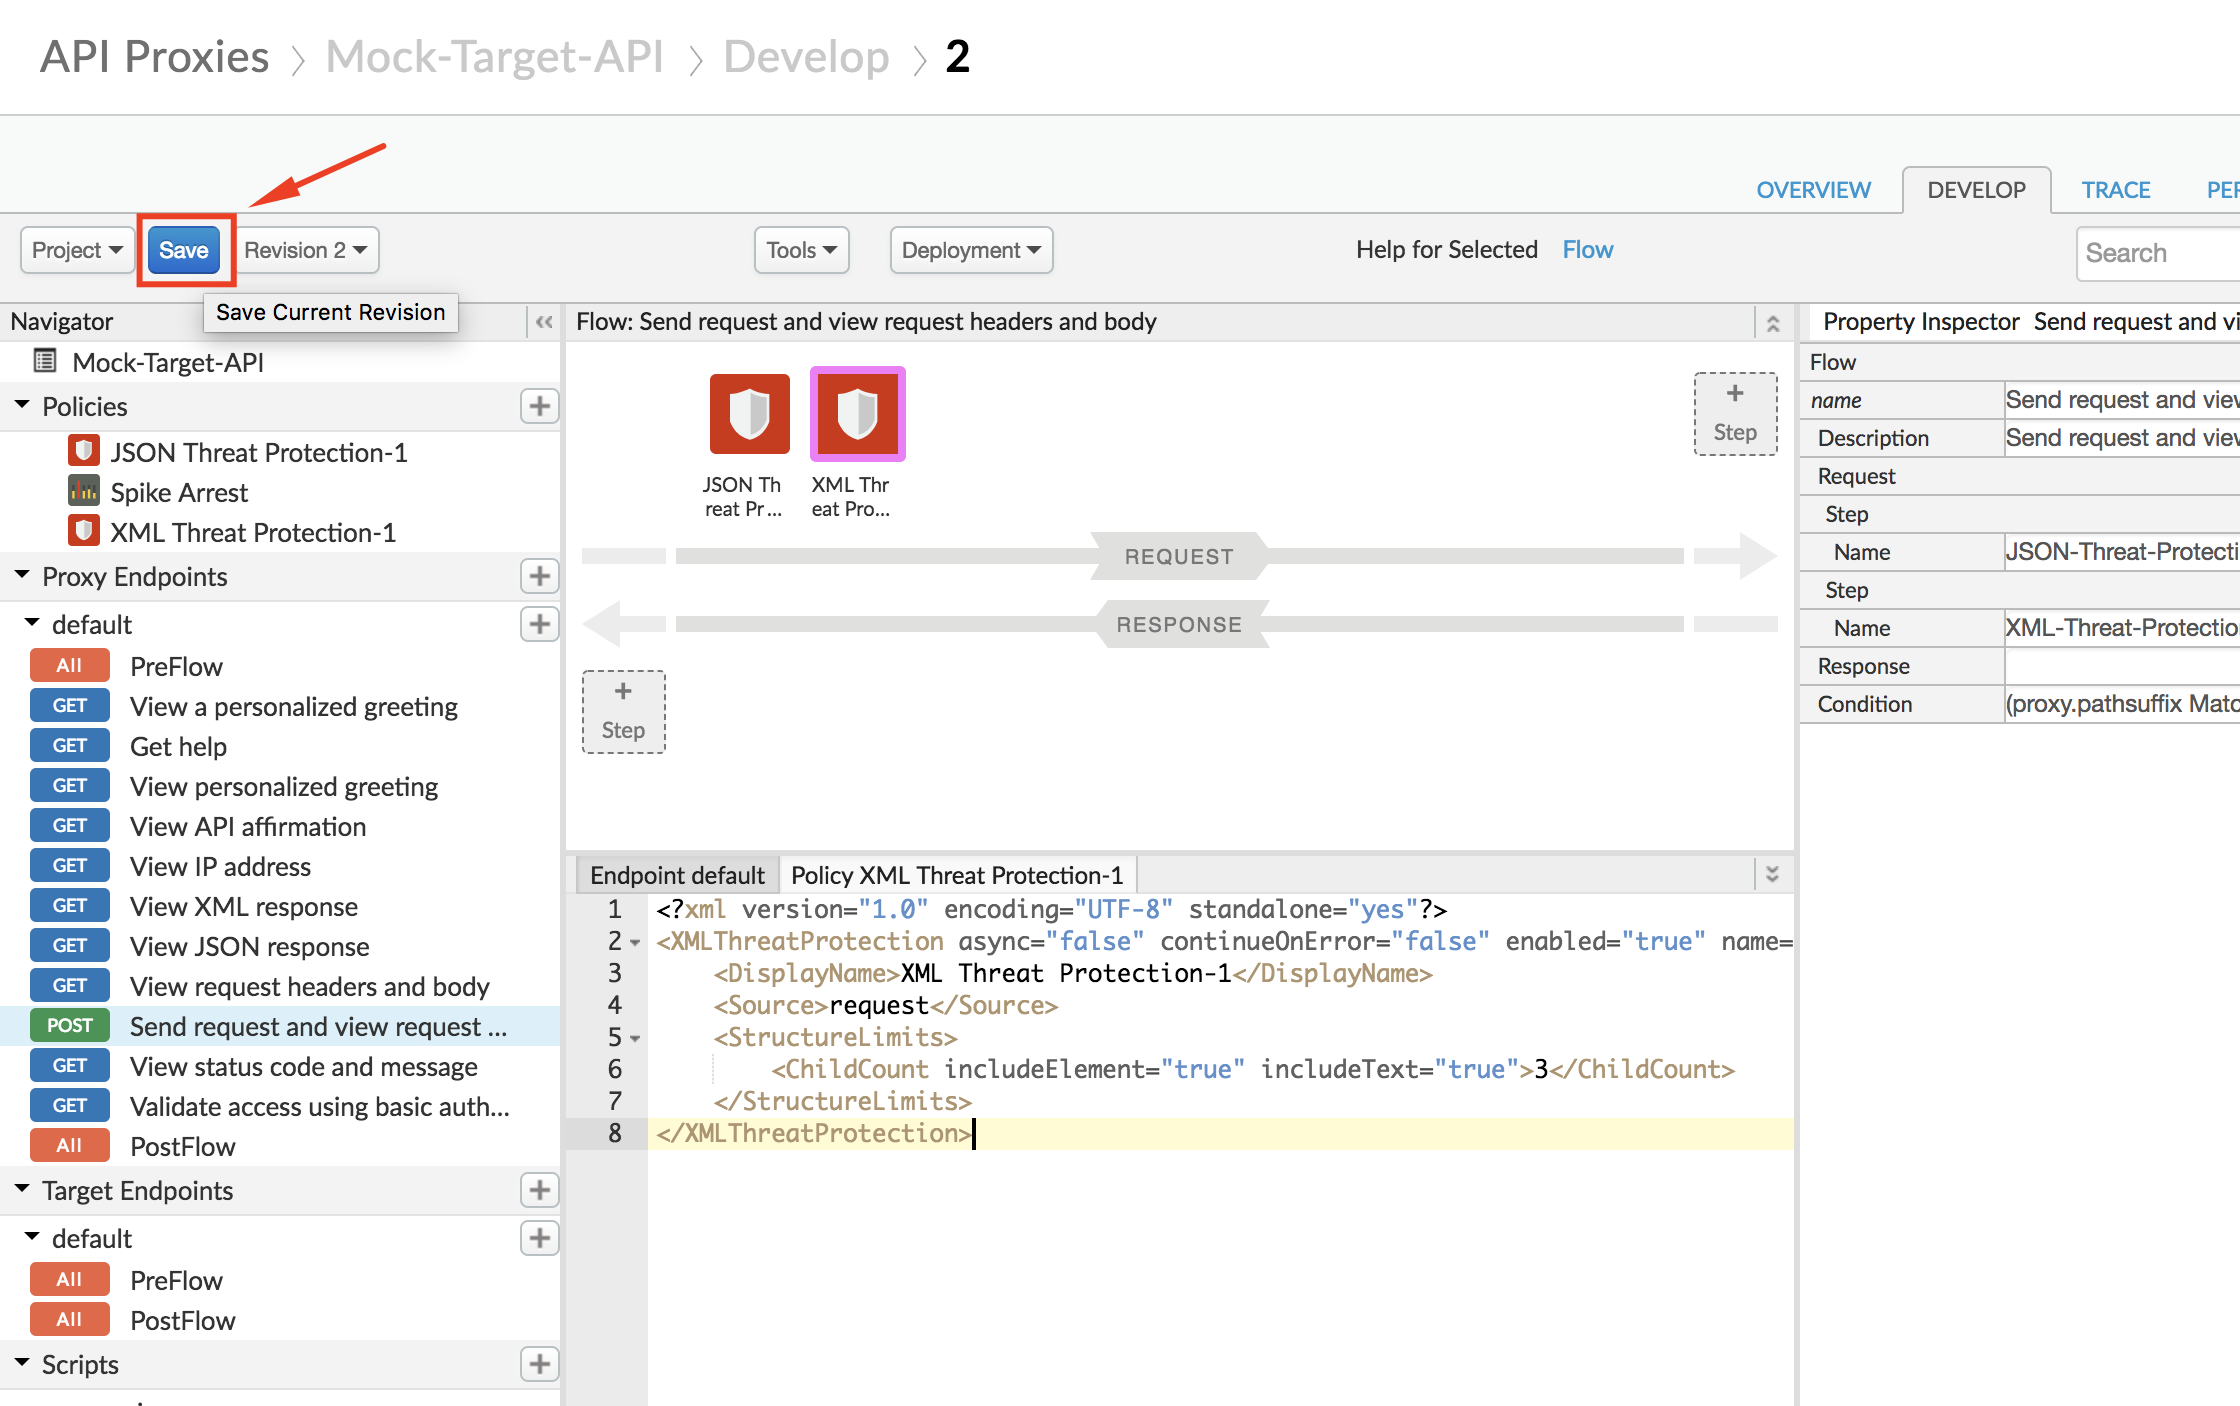 API Proxies > Mock-Target-API > Develop > 2
OVERVIEW DEVELOP TRACE PER
Project Save Revision 2 Tools Deployment Help for Selected Flow Search
Save Current Revision
Navigator
Mock-Target-API
Policies
JSON Threat Protection-1
Spike Arrest
XML Threat Protection-1
Proxy Endpoints
default
All PreFlow
GET View a personalized greeting
GET Get help
GET View personalized greeting
GET View API affirmation
GET View IP address
GET View XML response
GET View JSON response
GET View request headers and body
POST Send request and view request ...
GET View status code and message
GET Validate access using basic auth...
All PostFlow
Target Endpoints
default
All PreFlow
All PostFlow
Scripts
Flow: Send request and view request headers and body
JSON Th
reat Pr...
XML Thr
eat Pro...
+
Step
REQUEST
RESPONSE
+
Step
Endpoint default Policy XML Threat Protection-1
1 <?xml version="1.0" encoding="UTF-8" standalone="yes"?>
2 <XMLThreatProtection async="false" continueOnError="false" enabled="true" name=
3 <DisplayName>XML Threat Protection-1</DisplayName>
4 <Source>request</Source>
5 <StructureLimits>
6 <ChildCount includeElement="true" includeText="true">3</ChildCount>
7 </StructureLimits>
8 </XMLThreatProtection>
Property Inspector Send request and vi
Flow
name Send request and view
Description Send request and view
Request
Step
Name JSON-Threat-Protecti
Step
Name XML-Threat-Protectio
Response
Condition (proxy.pathsuffix Matc